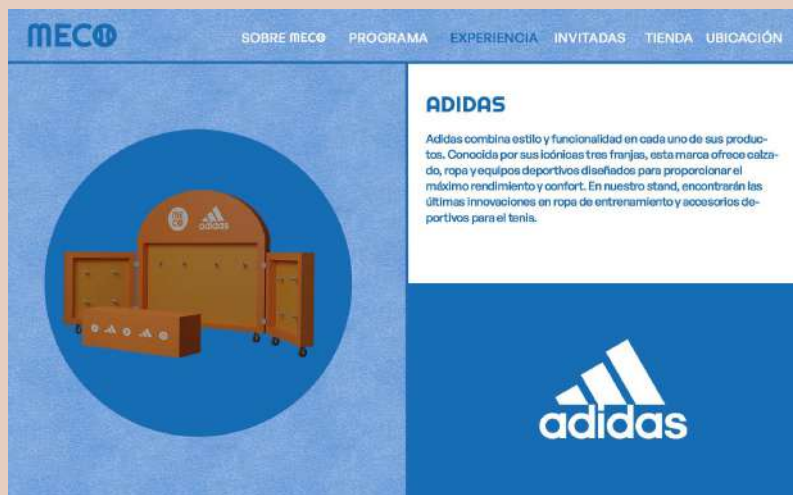 MECO
SOBRE MECO PROGRAMA EXPERIENCIA INVITADAS TIENDA UBICACIÓN
ADIDAS
Adidas combina estilo y funcionalidad en cada uno de sus produc-
tos. Conocida por sus icónicas tres franjas, esta marca ofrece calza-
do, ropa y equipos deportivos diseñados para proporcionar el
máximo rendimiento y confort. En nuestro stand, encontrarán las
últimas innovaciones en ropa de entrenamiento y accesorios de-
portivos para el tenis.
ME
CO
adidas
adidas